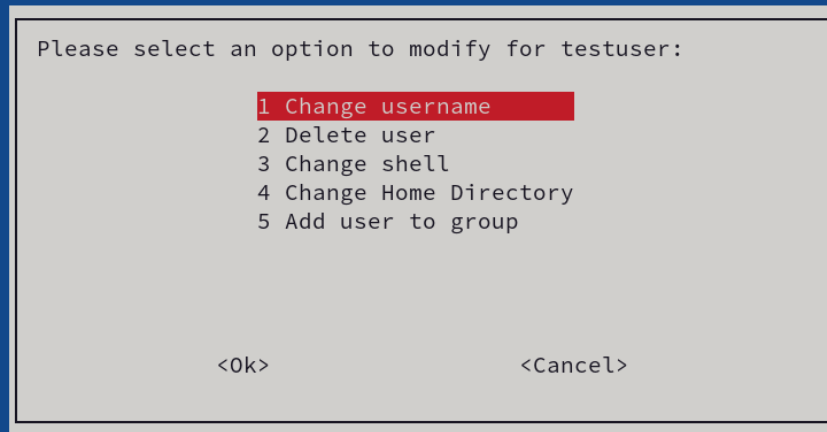 Please select an option to modify for testuser:
1 Change username
2 Delete user
3 Change shell
4 Change Home Directory
5 Add user to group
<Ok> <Cancel>